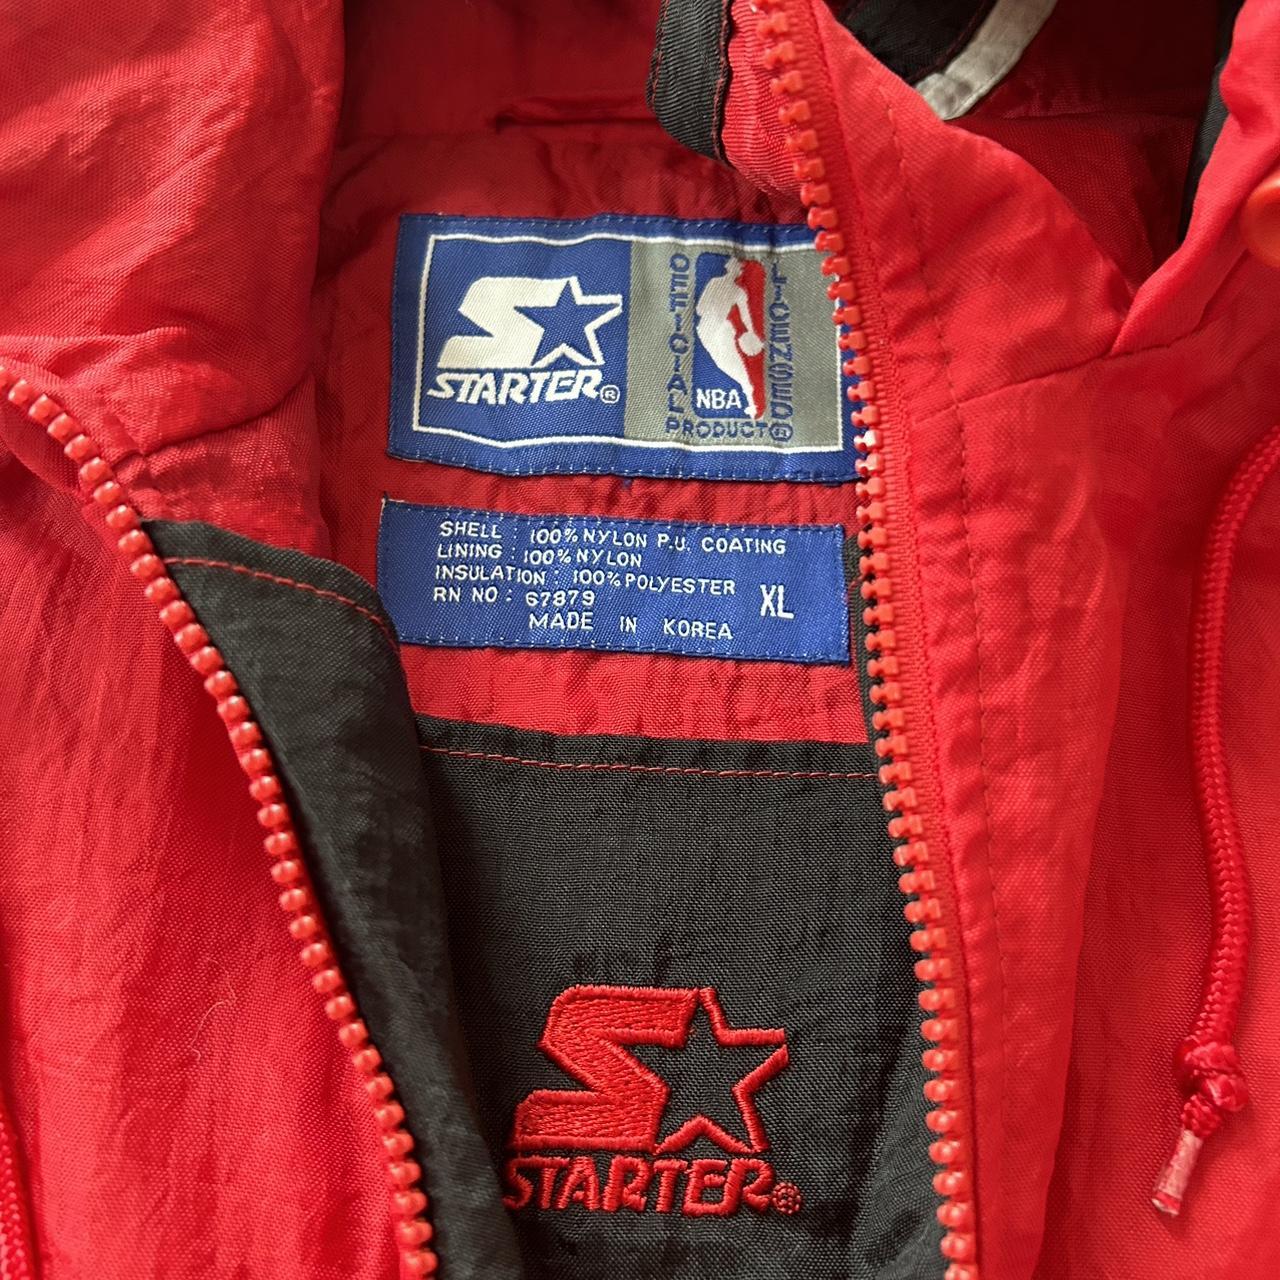 STARTER®
OFFICIAL
LICENSED
NBA
PRODUCT®
SHELL : 100% NYLON P.U. COATING
LINING : 100% NYLON
INSULATION : 100% POLYESTER
XL
RN NO : 67879
MADE IN KOREA
STARTER®